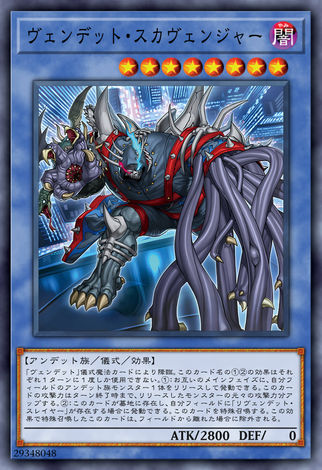 ヴェンデット・スカヴェンジャー
やみ
闇
【アンデット族／儀式／効果】
「ヴェンデット」儀式魔法カードにより降臨。このカード名の①②の効果はそ
れぞれ１ターンに１度しか使用できない。①：お互いのメインフェイズに、自分フ
ィールドのアンデット族モンスター１体をリリースして発動できる。このカー
ドの攻撃力はターン終了時まで、リリースしたモンスターの元々の攻撃力分ア
ップする。②：このカードが墓地に存在し、自分フィールドに「リヴェンデット・
スレイヤー」が存在する場合に発動できる。このカードを特殊召喚する。この効
果で特殊召喚したこのカードは、フィールドから離れた場合に除外される。
ATK/2800 DEF/ 0
29348048